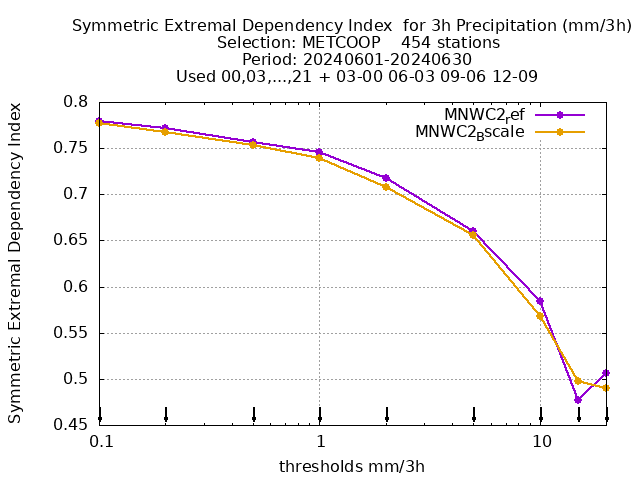 Symmetric Extremal Dependency Index  for 3h Precipitation (mm/3h)
Selection: METCOOP    454 stations
Period: 20240601-20240630
Used 00,03,...,21 + 03-00 06-03 09-06 12-09
MNWC2ref
MNWC2Bscale
Symmetric Extremal Dependency Index
0.8
0.75
0.7
0.65
0.6
0.55
0.5
0.45
0.1 1 10
thresholds mm/3h